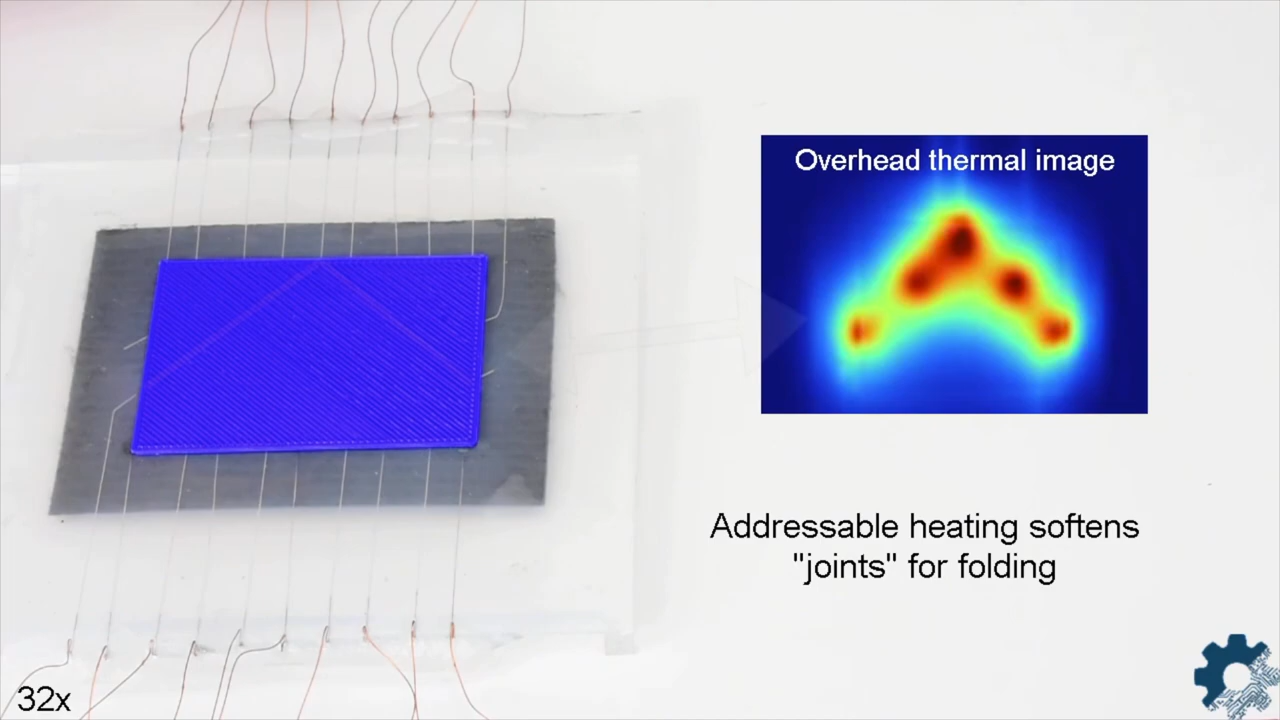 Overhead thermal image
Addressable heating softens
"joints" for folding
32x